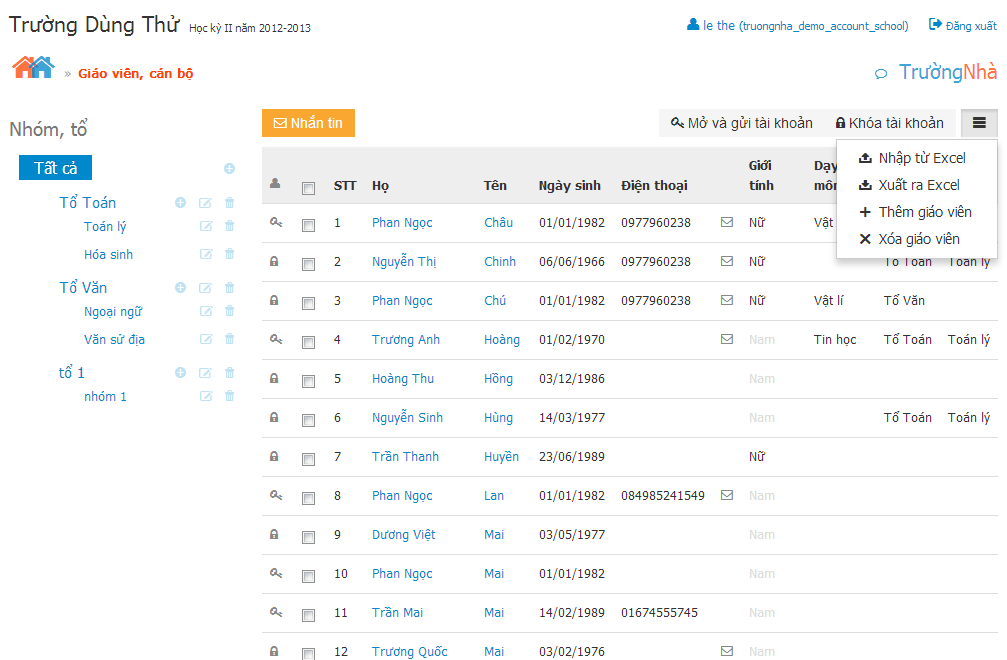 Trường Dùng Thử Học kỳ II năm 2012-2013
le the (truongnha_demo_account_school) Đăng xuất
» Giáo viên, cán bộ
TrườngNhà
Nhóm, tổ
Tất cả
Tổ Toán
Toán lý
Hóa sinh
Tổ Văn
Ngoại ngữ
Văn sử địa
tổ 1
nhóm 1
Nhắn tin
Mở và gửi tài khoản Khóa tài khoản
Nhập từ Excel
Xuất ra Excel
Thêm giáo viên
Xóa giáo viên
STT Họ Tên Ngày sinh Điện thoại Giới tính Dạy môn
1 Phan Ngọc Châu 01/01/1982 0977960238 Nữ Vật
2 Nguyễn Thị Chinh 06/06/1966 0977960238 Nữ Tổ Toán Toán lý
3 Phan Ngọc Chú 01/01/1982 0977960238 Nữ Vật lí Tổ Văn
4 Trương Anh Hoàng 01/02/1970 Nam Tin học Tổ Toán Toán lý
5 Hoàng Thu Hồng 03/12/1986 Nam
6 Nguyễn Sinh Hùng 14/03/1977 Nam Tổ Toán Toán lý
7 Trần Thanh Huyền 23/06/1989 Nữ
8 Phan Ngọc Lan 01/01/1982 084985241549 Nam
9 Dương Việt Mai 03/05/1977 Nam
10 Phan Ngọc Mai 01/01/1982 Nam
11 Trần Mai Mai 14/02/1989 01674555745 Nam
12 Trương Quốc Mai 03/02/1976 Nam